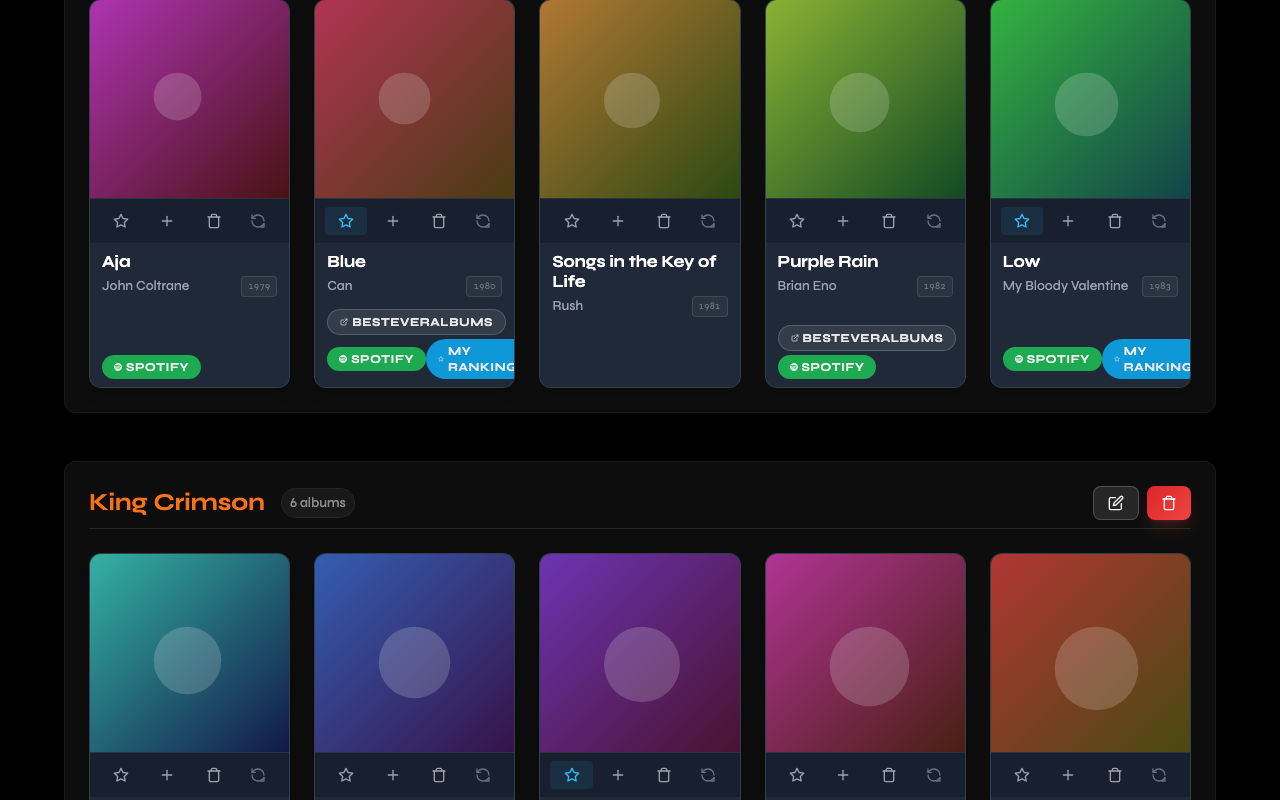 Aja
John Coltrane
1979
SPOTIFY
Blue
Can
1980
BESTEVERALBUMS
SPOTIFY
MY
RANKING
Songs in the Key of
Life
Rush
1981
Purple Rain
Brian Eno
1982
BESTEVERALBUMS
SPOTIFY
Low
My Bloody Valentine
1983
SPOTIFY
MY
RANKING
King Crimson
6 albums